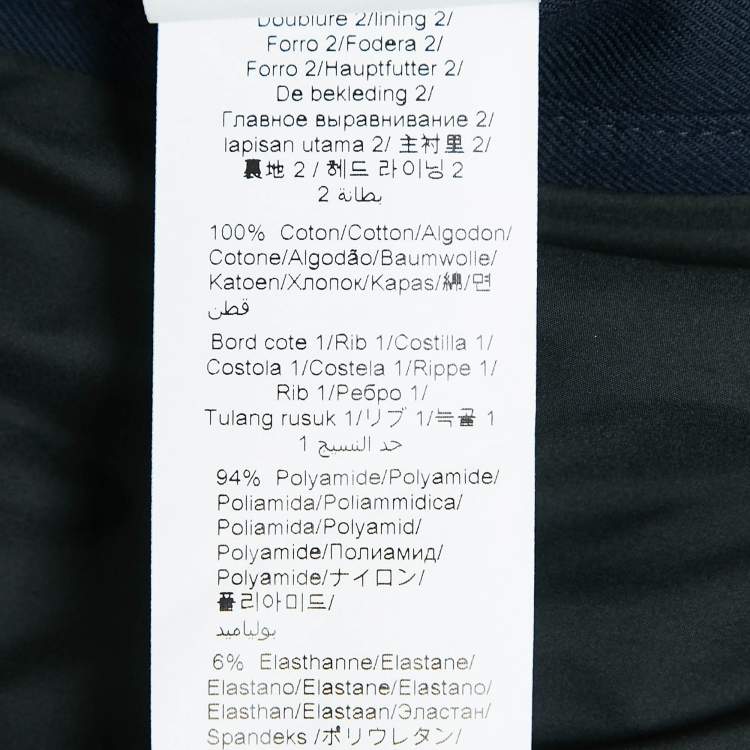 Doublure 2/lining 2/
Forro 2/Fodera 2/
Forro 2/Hauptfutter 2/
De bekleding 2/
Главное выравнивание 2/
lapisan utama 2/ 主衬里 2/
裏地 2 / 헤드 라이닝 2
بطانة 2
100% Coton/Cotton/Algodon/
Cotone/Algodão/Baumwolle/
Katoen/Хлопок/Kapas/綿/면
قطن
Bord cote 1/Rib 1/Costilla 1/
Costola 1/Costela 1/Rippe 1/
Rib 1/Ребро 1/
Tulang rusuk 1/リブ 1/늑골 1
حد النسيج 1
94% Polyamide/Polyamide/
Poliamida/Poliammidica/
Poliamida/Polyamid/
Polyamide/Полиамид/
Polyamide/ナイロン/
폴리아미드/
بولياميد
6% Elasthanne/Elastane/
Elastano/Elastane/Elastano/
Elasthan/Elastaan/Эластан/
Spandeks /ポリウレタン/